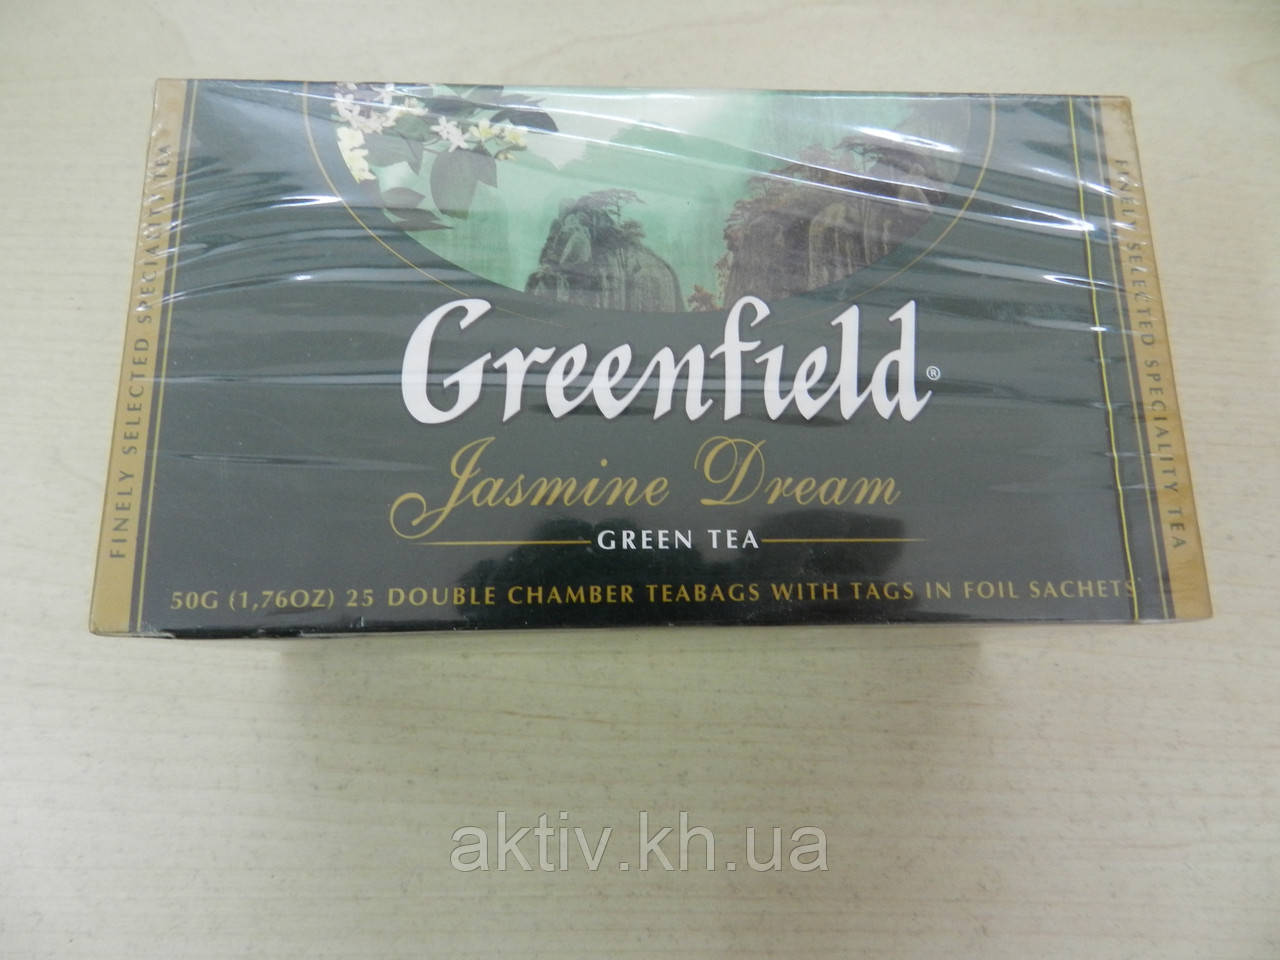 FINELY SELECTED SPECIALITY TEA
Greenfield®
Jasmine Dream
GREEN TEA
50G (1,76OZ) 25 DOUBLE CHAMBER TEABAGS WITH TAGS IN FOIL SACHETS
FINELY SELECTED SPECIALITY TEA
aktiv.kh.ua